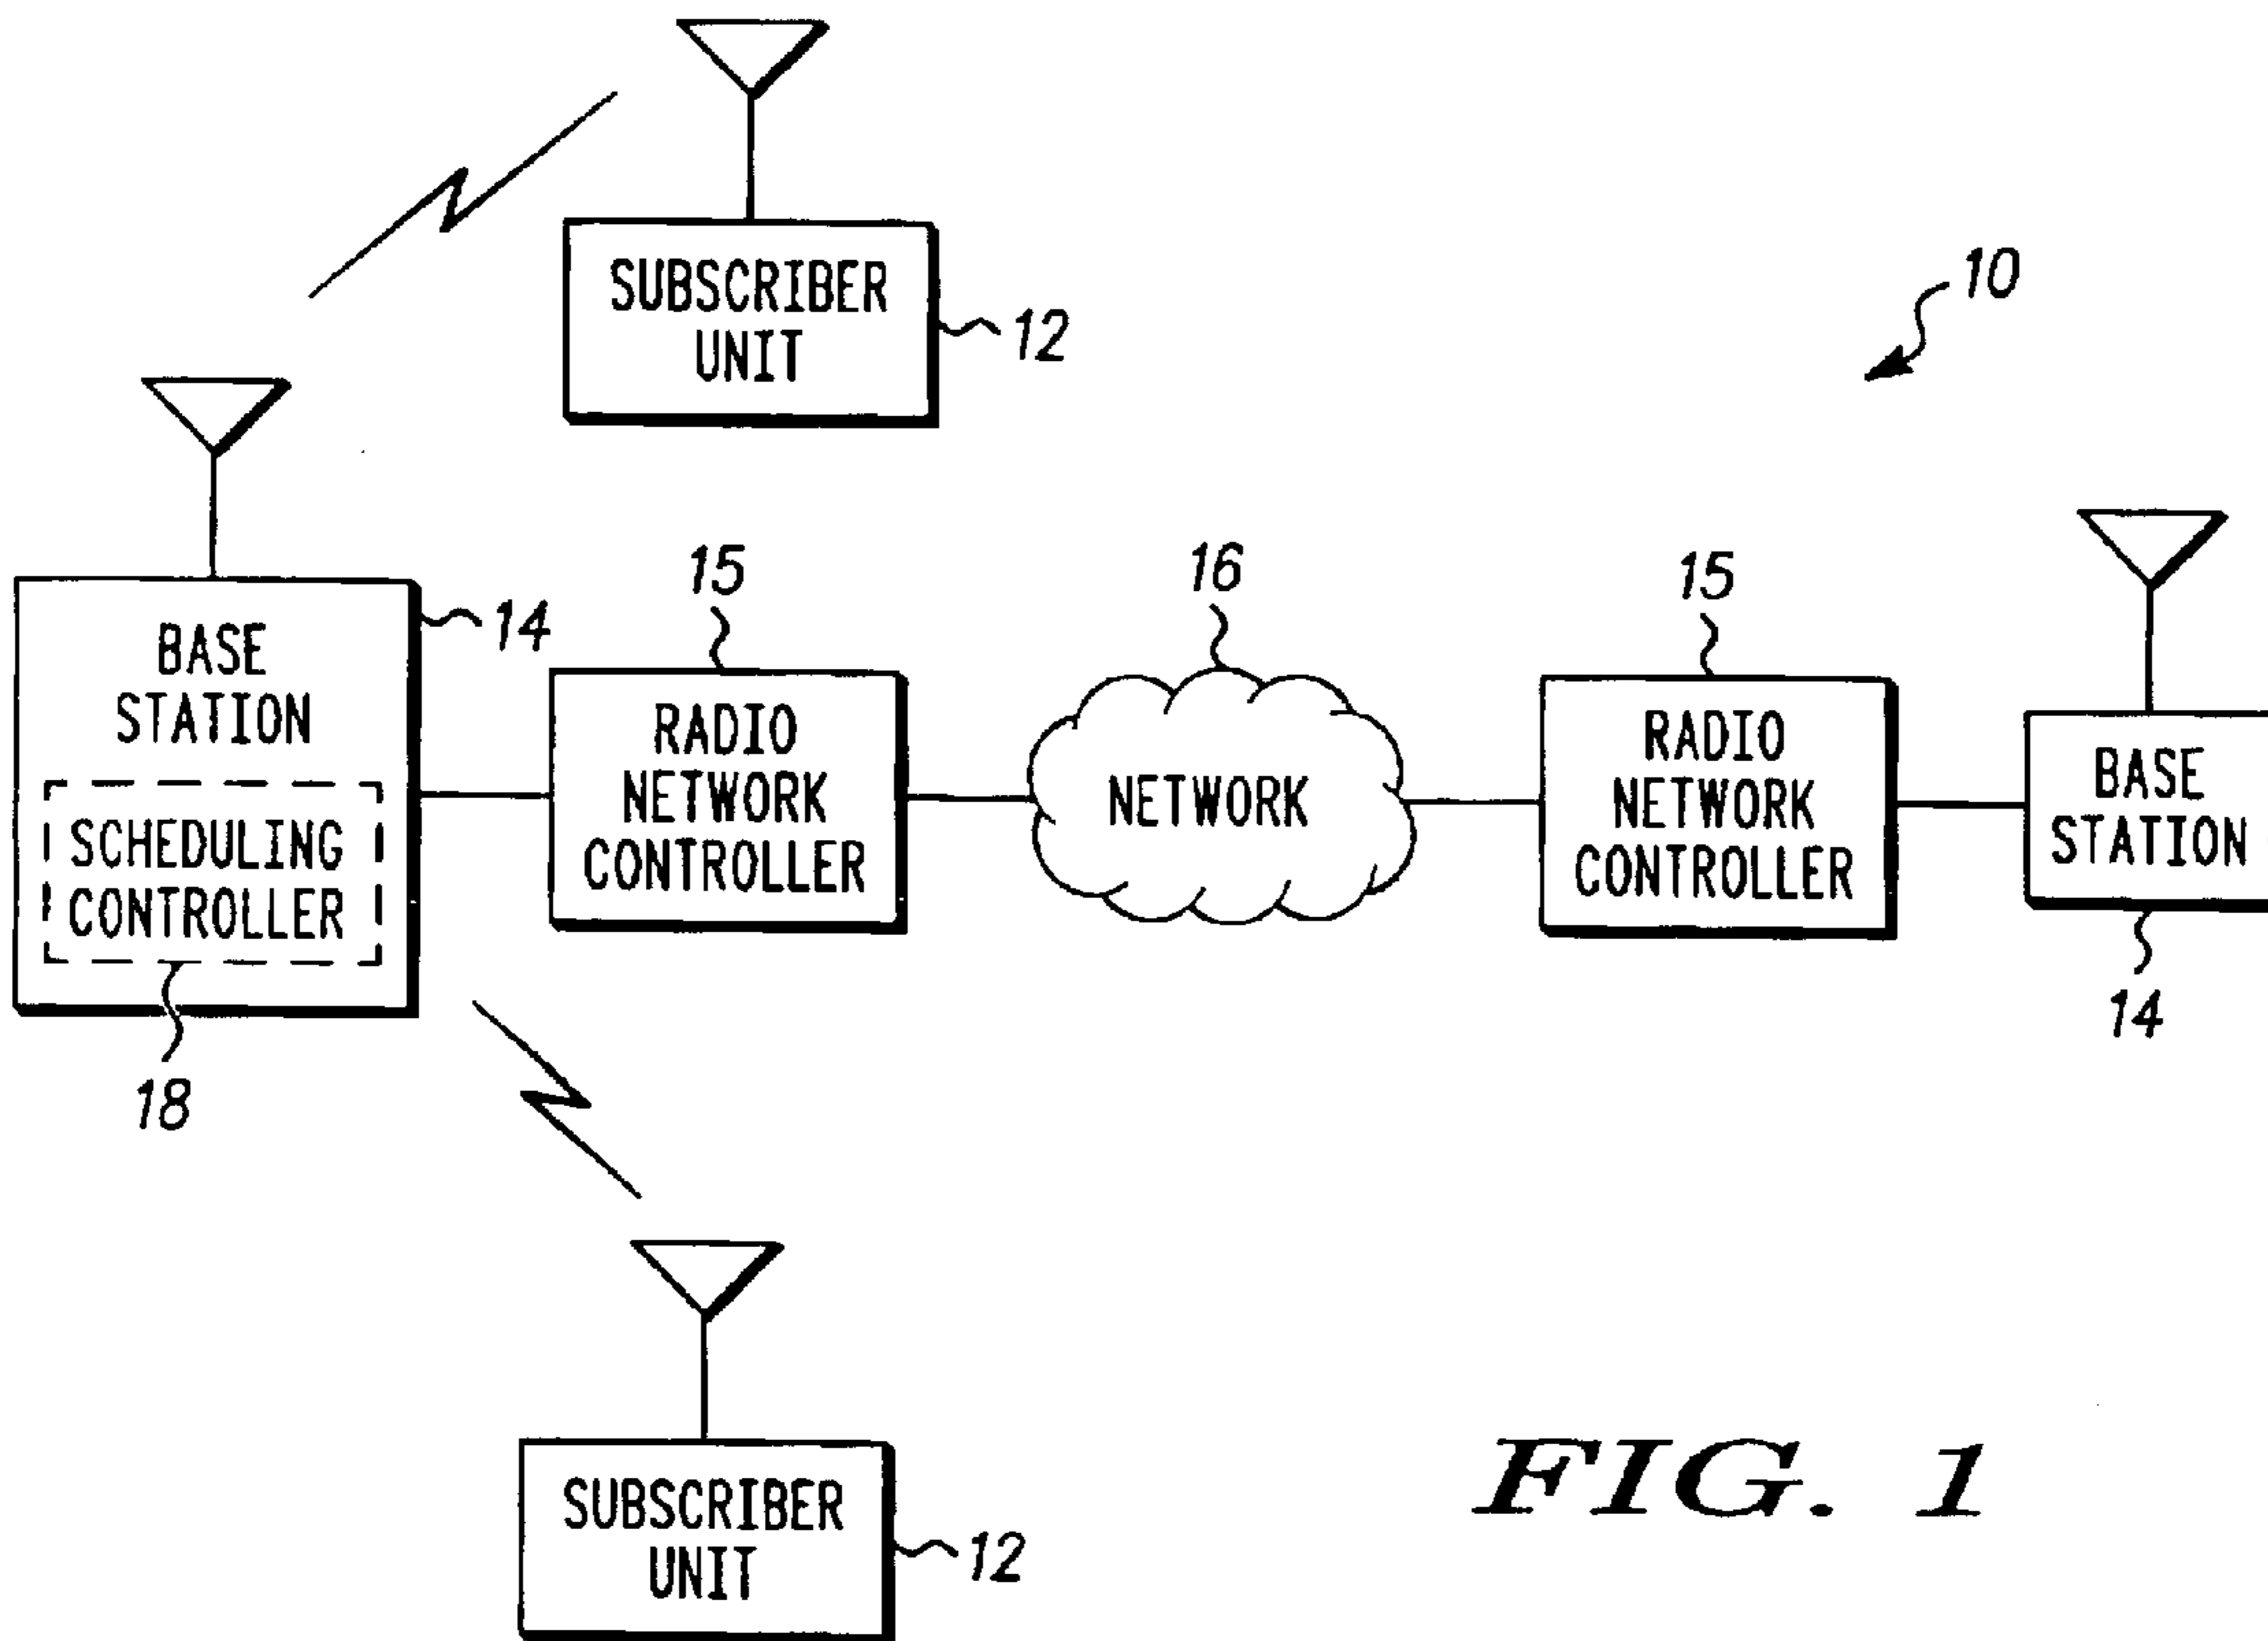 SUBSCRIBER
UNIT
12
10
BASE
STATION
14
SCHEDULING
CONTROLLER
18
15
RADIO
NETWORK
CONTROLLER
16
NETWORK
15
RADIO
NETWORK
CONTROLLER
BASE
STATION
14
SUBSCRIBER
UNIT
12
FIG. 1